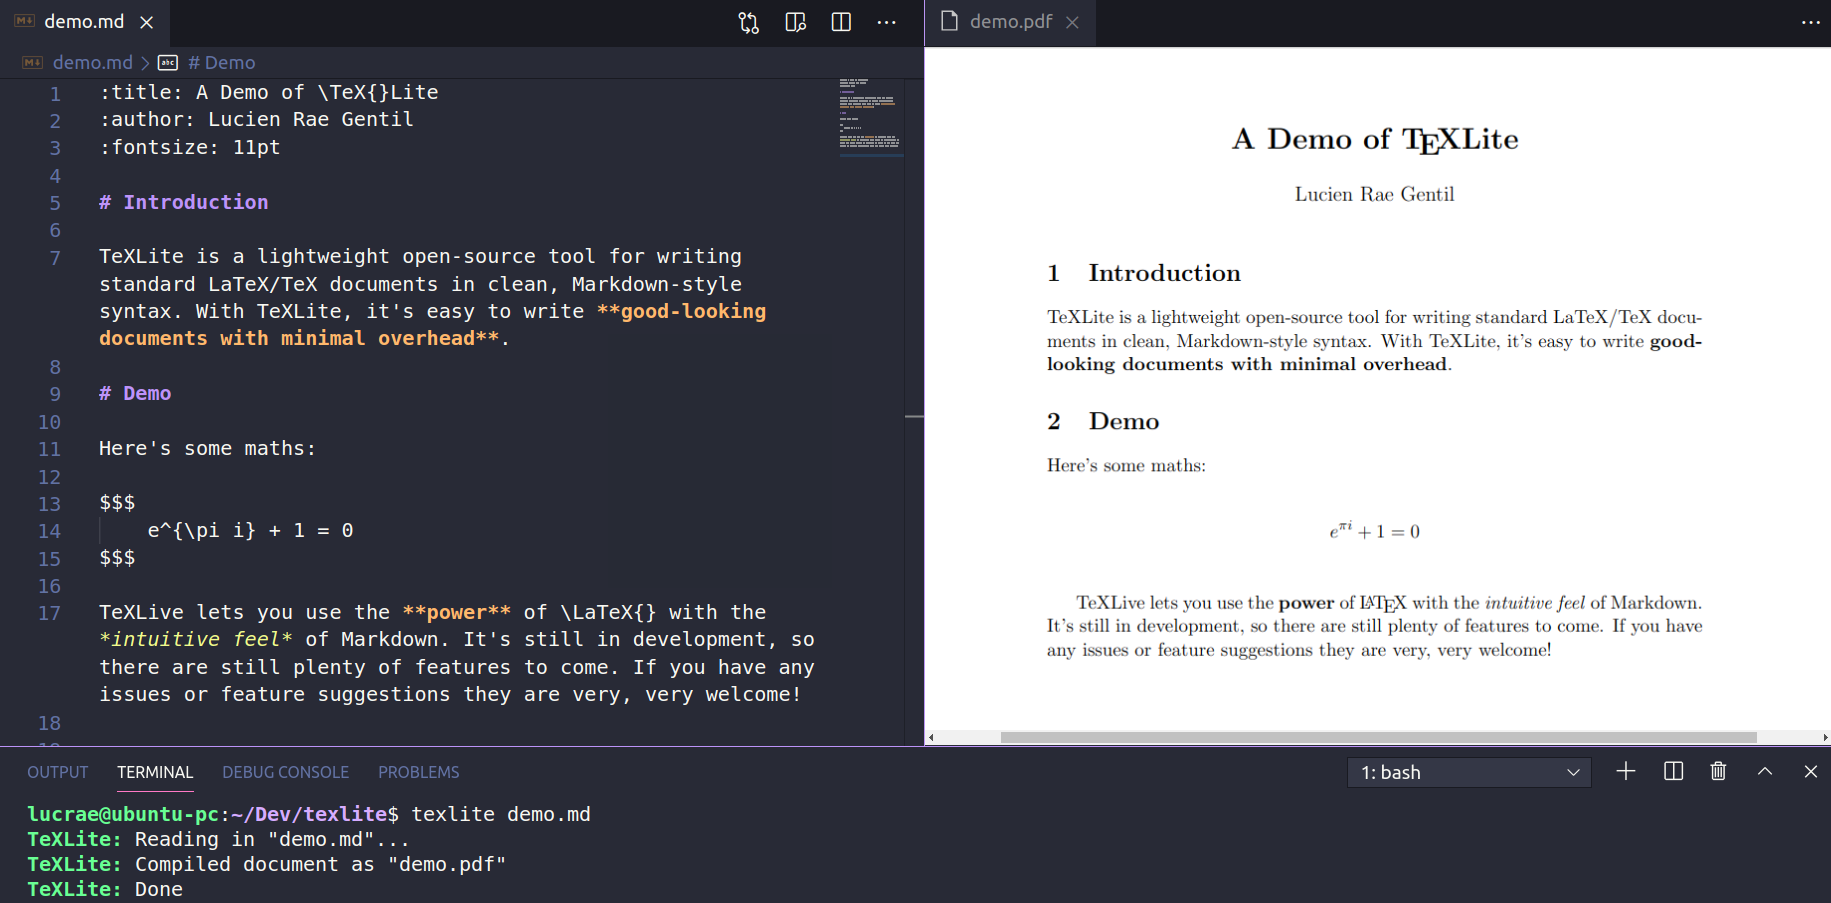 demo.md
demo.md > # Demo
1 :title: A Demo of \TeX{}Lite
2 :author: Lucien Rae Gentil
3 :fontsize: 11pt
4
5 # Introduction
6
7 TeXLite is a lightweight open-source tool for writing
standard LaTeX/TeX documents in clean, Markdown-style
syntax. With TeXLite, it's easy to write **good-looking
documents with minimal overhead**.
8
9 # Demo
10
11 Here's some maths:
12
13 $$$
14 e^{\pi i} + 1 = 0
15 $$$
16
17 TeXLive lets you use the **power** of \LaTeX{} with the
*intuitive feel* of Markdown. It's still in development, so
there are still plenty of features to come. If you have any
issues or feature suggestions they are very, very welcome!
18
demo.pdf
A Demo of TEXLite
Lucien Rae Gentil
1 Introduction
TeXLite is a lightweight open-source tool for writing standard LaTeX/TeX docu-
ments in clean, Markdown-style syntax. With TeXLite, it's easy to write good-
looking documents with minimal overhead.
2 Demo
Here's some maths:
e^{πi} + 1 = 0
TeXLive lets you use the power of LATEX with the intuitive feel of Markdown.
It's still in development, so there are still plenty of features to come. If you have
any issues or feature suggestions they are very, very welcome!
OUTPUT TERMINAL DEBUG CONSOLE PROBLEMS
1: bash
lucrae@ubuntu-pc:~/Dev/texlite$ texlite demo.md
TeXLite: Reading in "demo.md"...
TeXLite: Compiled document as "demo.pdf"
TeXLite: Done